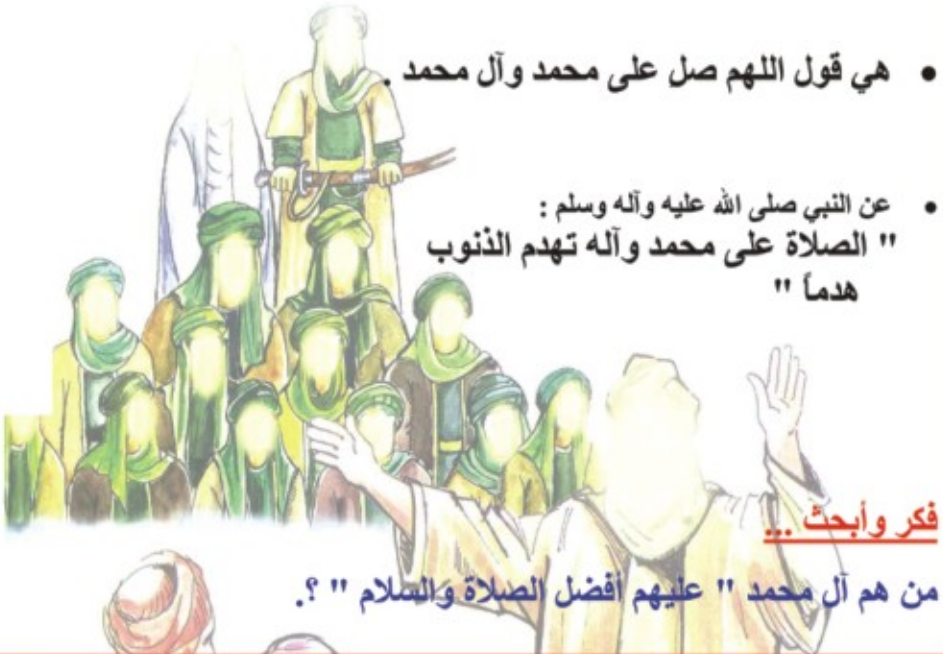 • هي قول اللهم صلِ على محمد وآل محمد .
• عن النبي صلى الله عليه وآله وسلم :
" الصلاة على محمد وآله تهدم الذنوب
هدماً "
فكر وأبحث ...
من هم آل محمد " عليهم أفضل الصلاة والسلام " ؟.